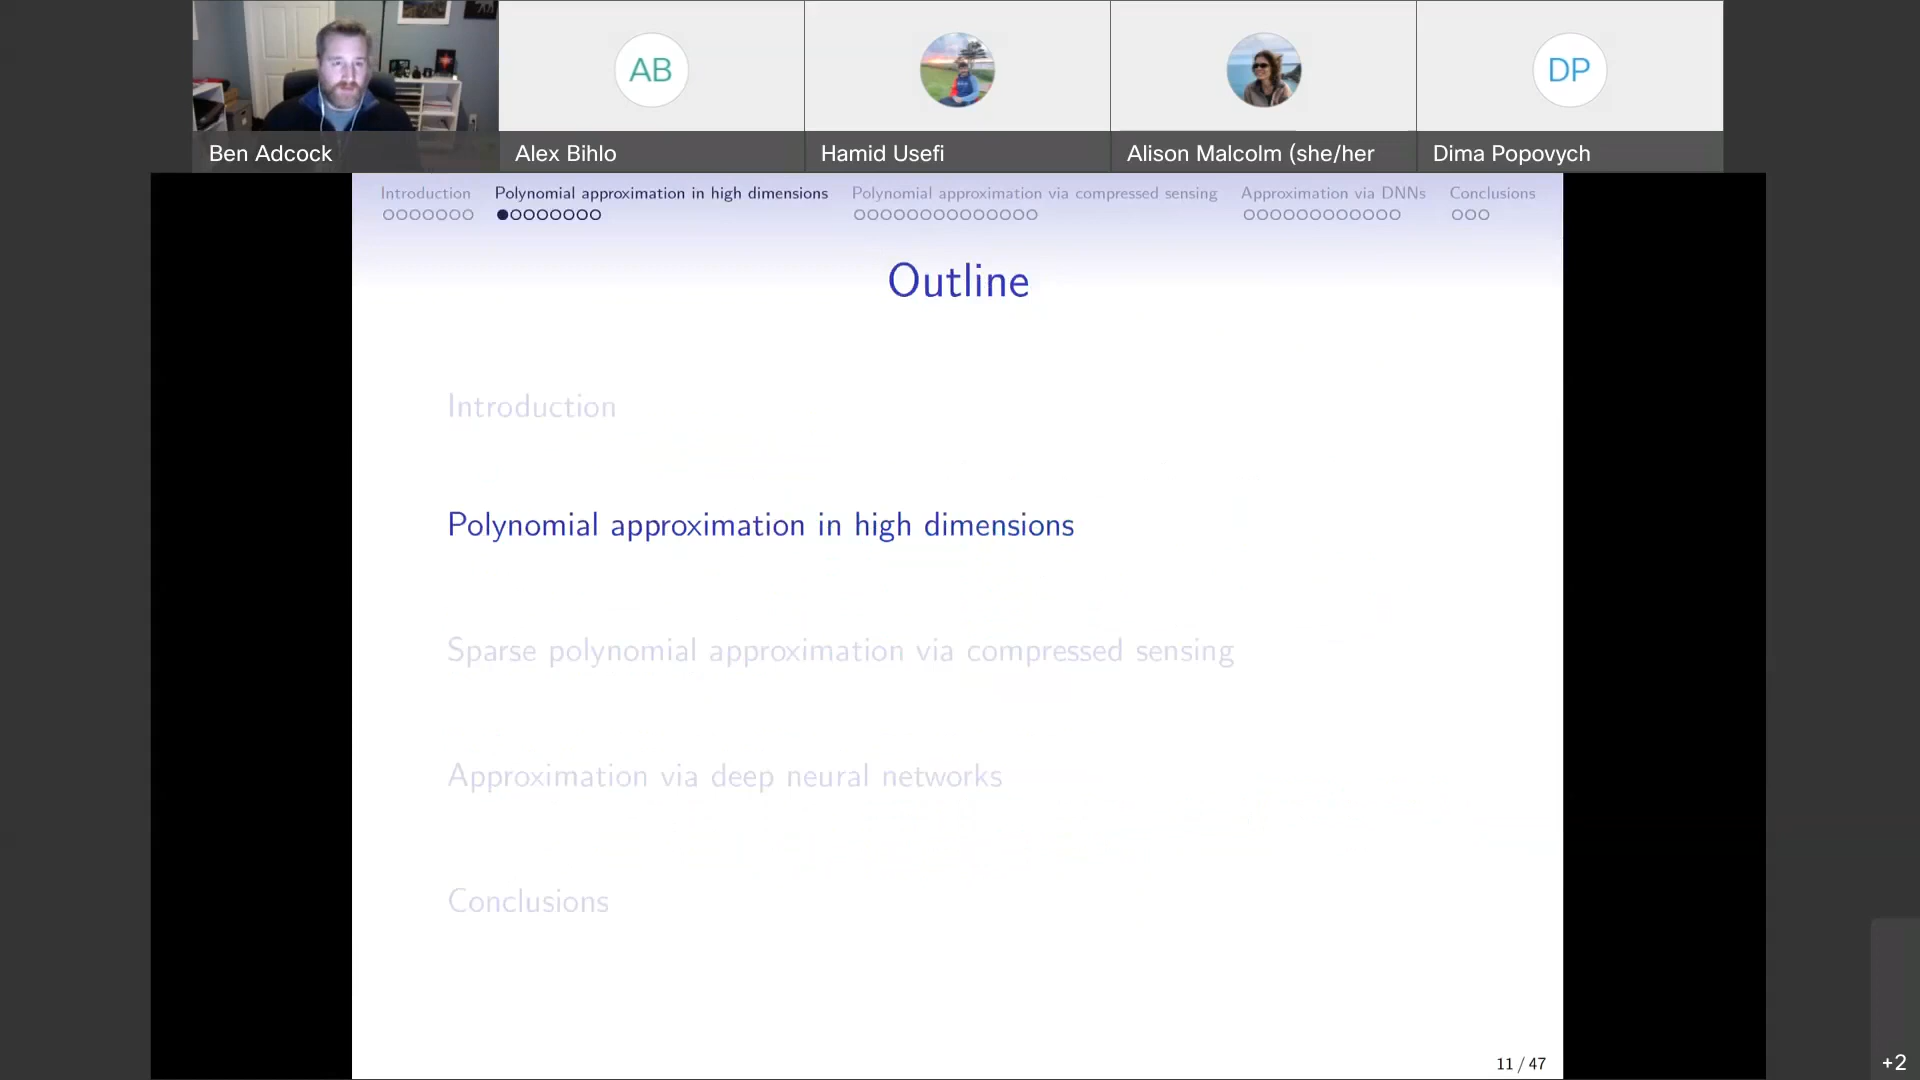 AB
DP
Ben Adcock
Alex Bihlo
Hamid Usefi
Alison Malcolm (she/her
Dima Popovych
Introduction
Polynomial approximation in high dimensions
Polynomial approximation via compressed sensing
Approximation via DNNs
Conclusions
Outline
Introduction
Polynomial approximation in high dimensions
Sparse polynomial approximation via compressed sensing
Approximation via deep neural networks
Conclusions
11 / 47
+2